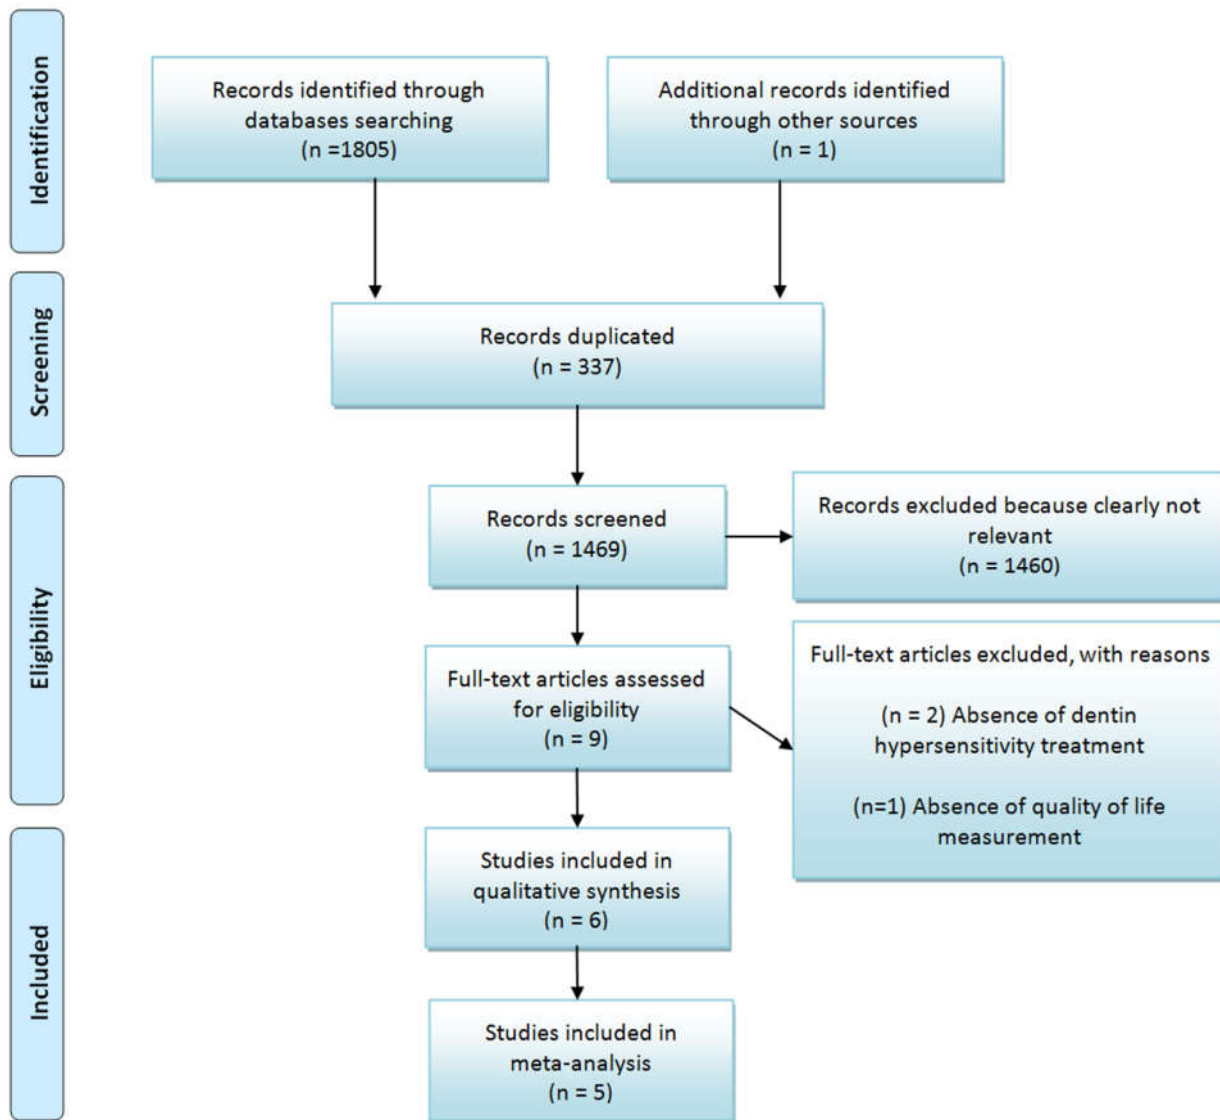 Identification
Records identified through
databases searching
(n =1805)
Additional records identified
through other sources
(n = 1)
Screening
Records duplicated
(n = 337)
Eligibility
Records screened
(n = 1469)
Records excluded because clearly not
relevant
(n = 1460)
Full-text articles assessed
for eligibility
(n = 9)
Full-text articles excluded, with reasons
(n = 2) Absence of dentin
hypersensitivity treatment
(n=1) Absence of quality of life
measurement
Included
Studies included in
qualitative synthesis
(n = 6)
Studies included in
meta-analysis
(n = 5)